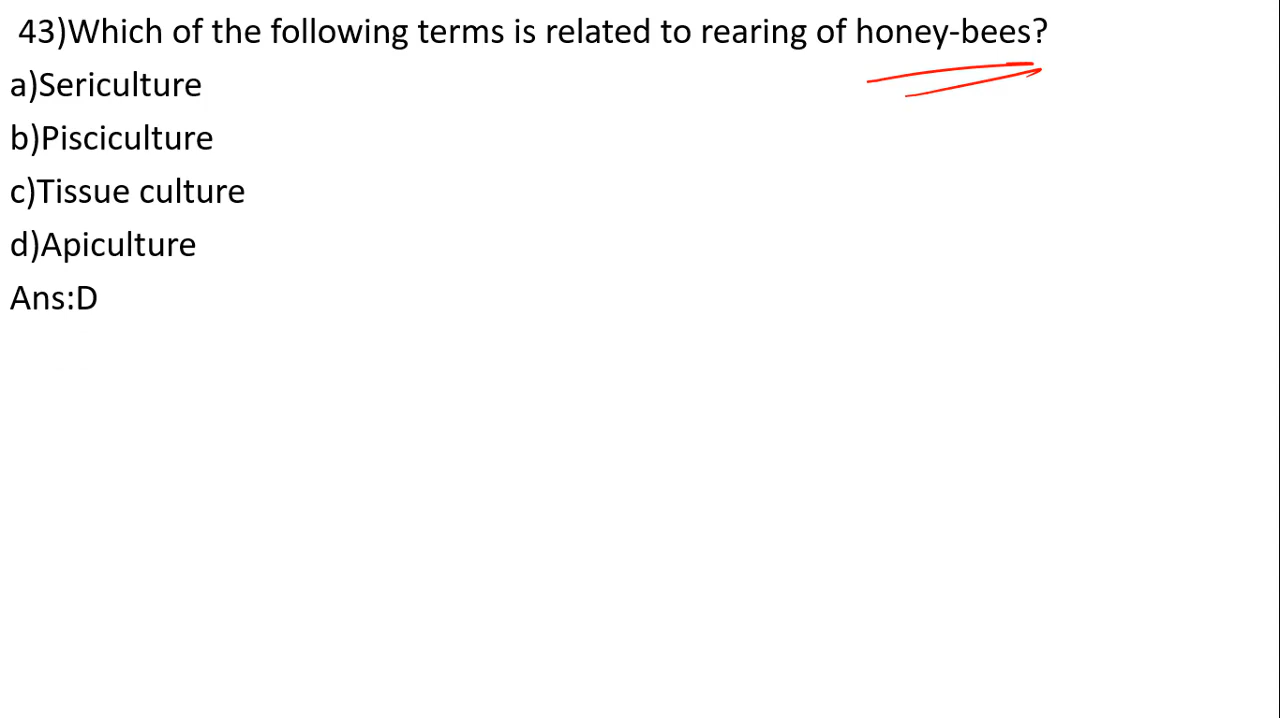 43)Which of the following terms is related to rearing of honey-bees?
a)Sericulture
b)Pisciculture
c)Tissue culture
d)Apiculture
Ans:D